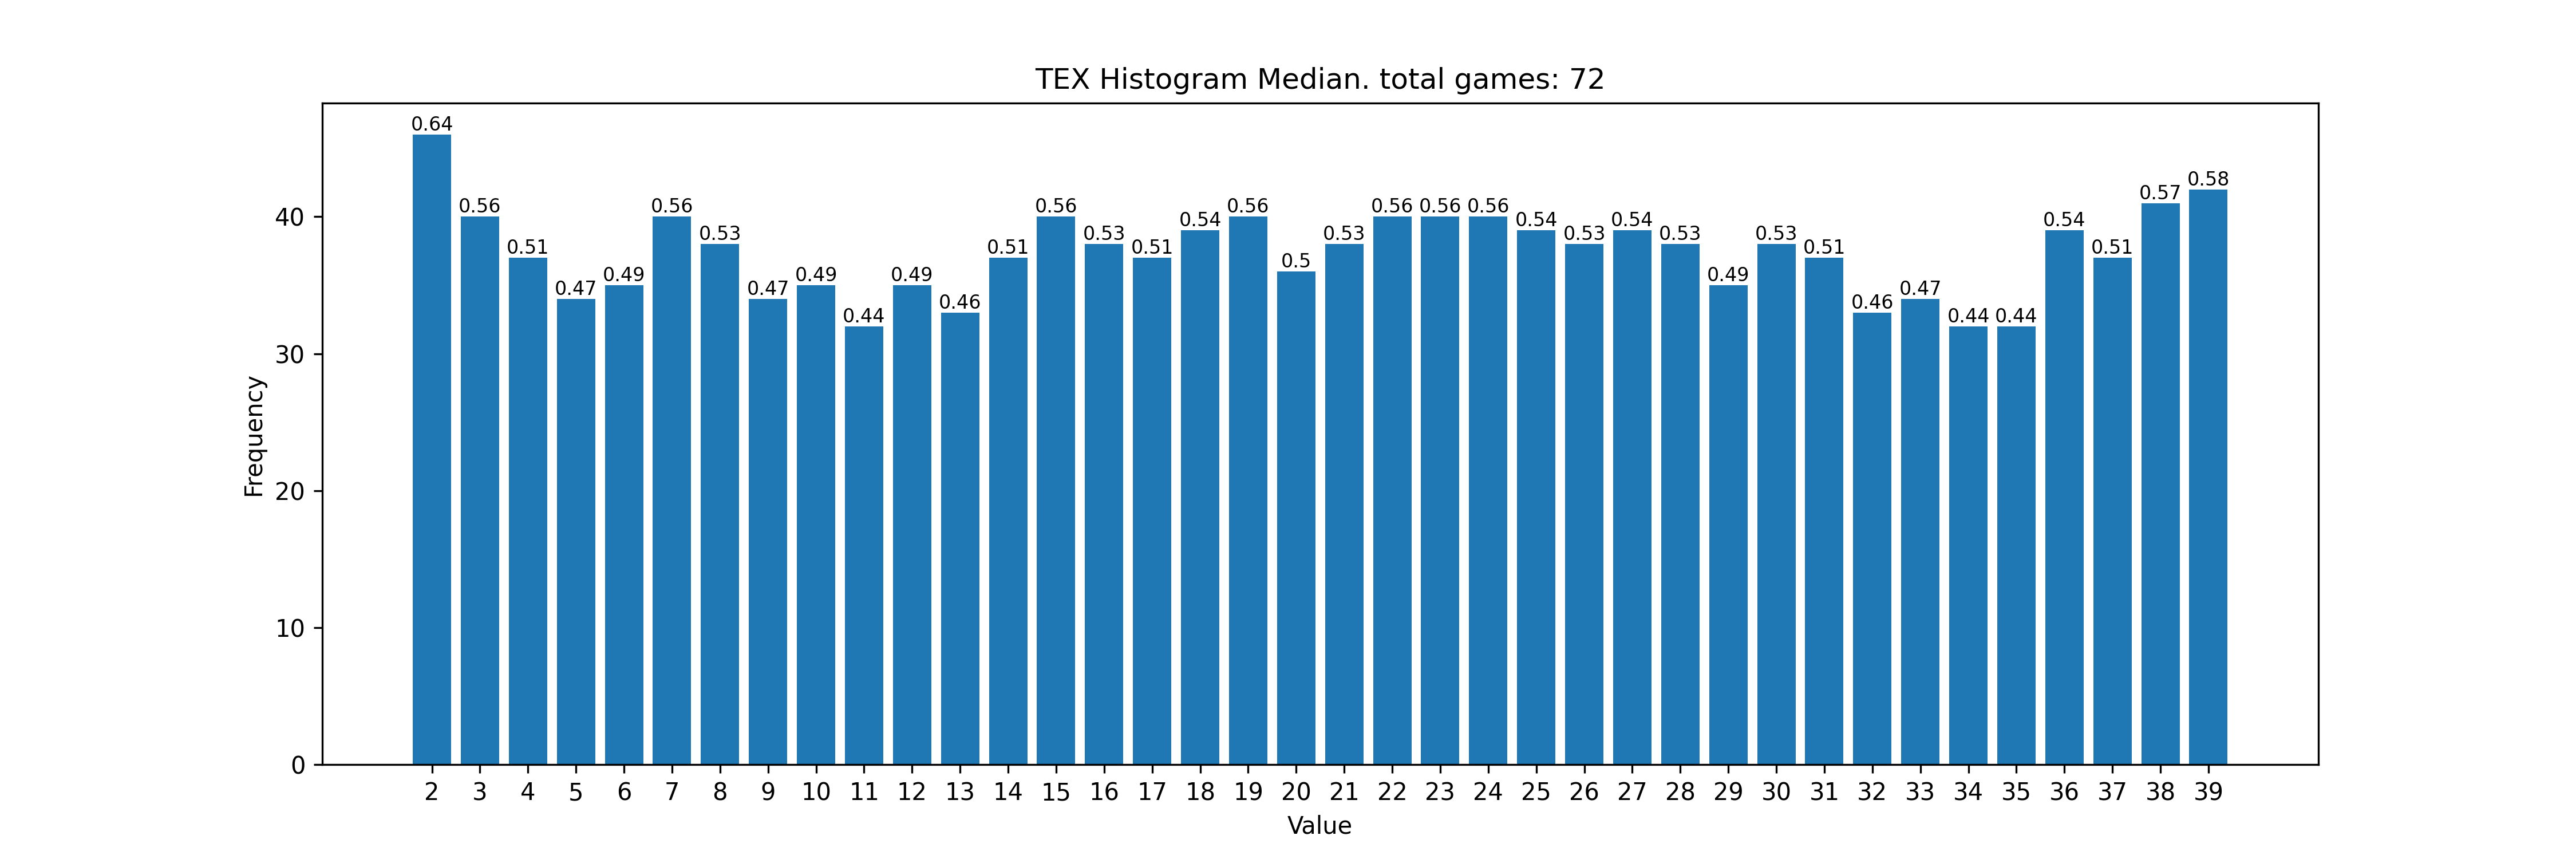 TEX Histogram Median. total games: 72
0.64 0.56 0.51 0.47 0.49 0.56 0.53 0.47 0.49 0.44 0.49 0.46 0.51 0.56 0.53 0.51 0.54 0.56 0.5 0.53 0.56 0.56 0.56 0.54 0.53 0.54 0.53 0.49 0.53 0.51 0.46 0.47 0.44 0.44 0.54 0.51 0.57 0.58
40
30
20
10
0
Frequency
2 3 4 5 6 7 8 9 10 11 12 13 14 15 16 17 18 19 20 21 22 23 24 25 26 27 28 29 30 31 32 33 34 35 36 37 38 39
Value